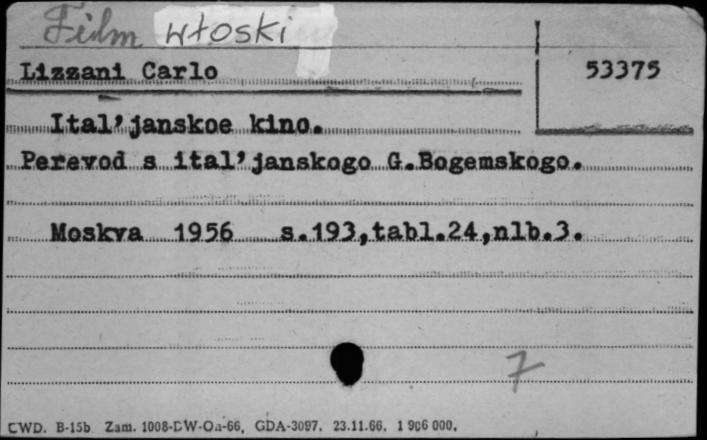 Film włoski
Lizzani Carlo
53375
Ital'janskoe kino.
Perevod s ital'janskogo G.Bogemskogo.
Moskva 1956 s.193,tabl.24,nlb.3.
7
CWD. B-15b. Zam. 1008-DW-Oa-66, GDA-3097. 23.11.66. 1 906 000.